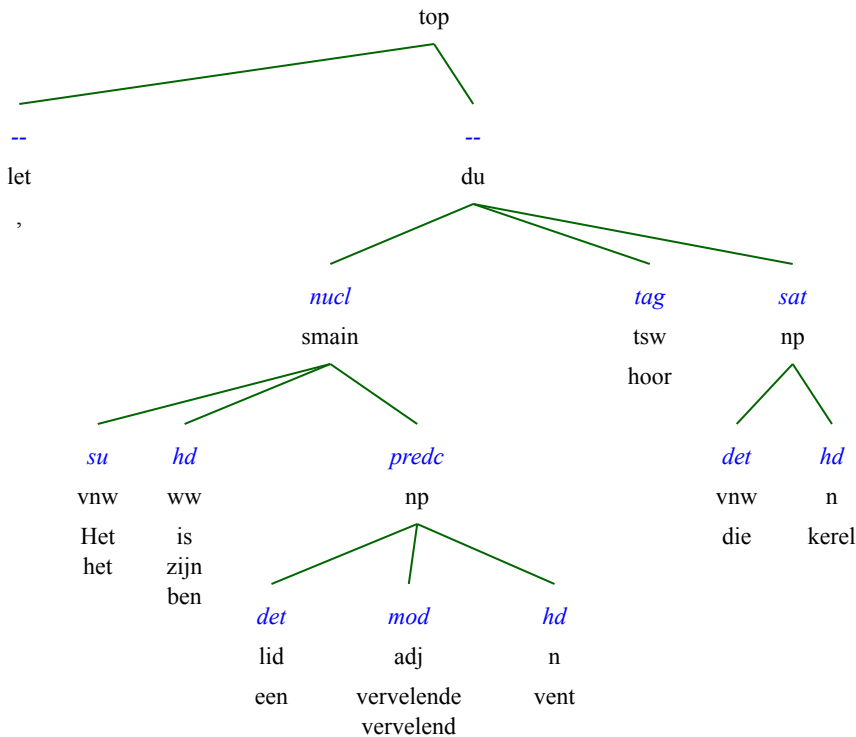 top
-- --
let du
,
nucl tag sat
smain tsw np
hoor
su hd predc det hd
vnw ww np vnw n
Het is die kerel
het zijn
ben
det mod hd
lid adj n
een vervelende vent
vervelend